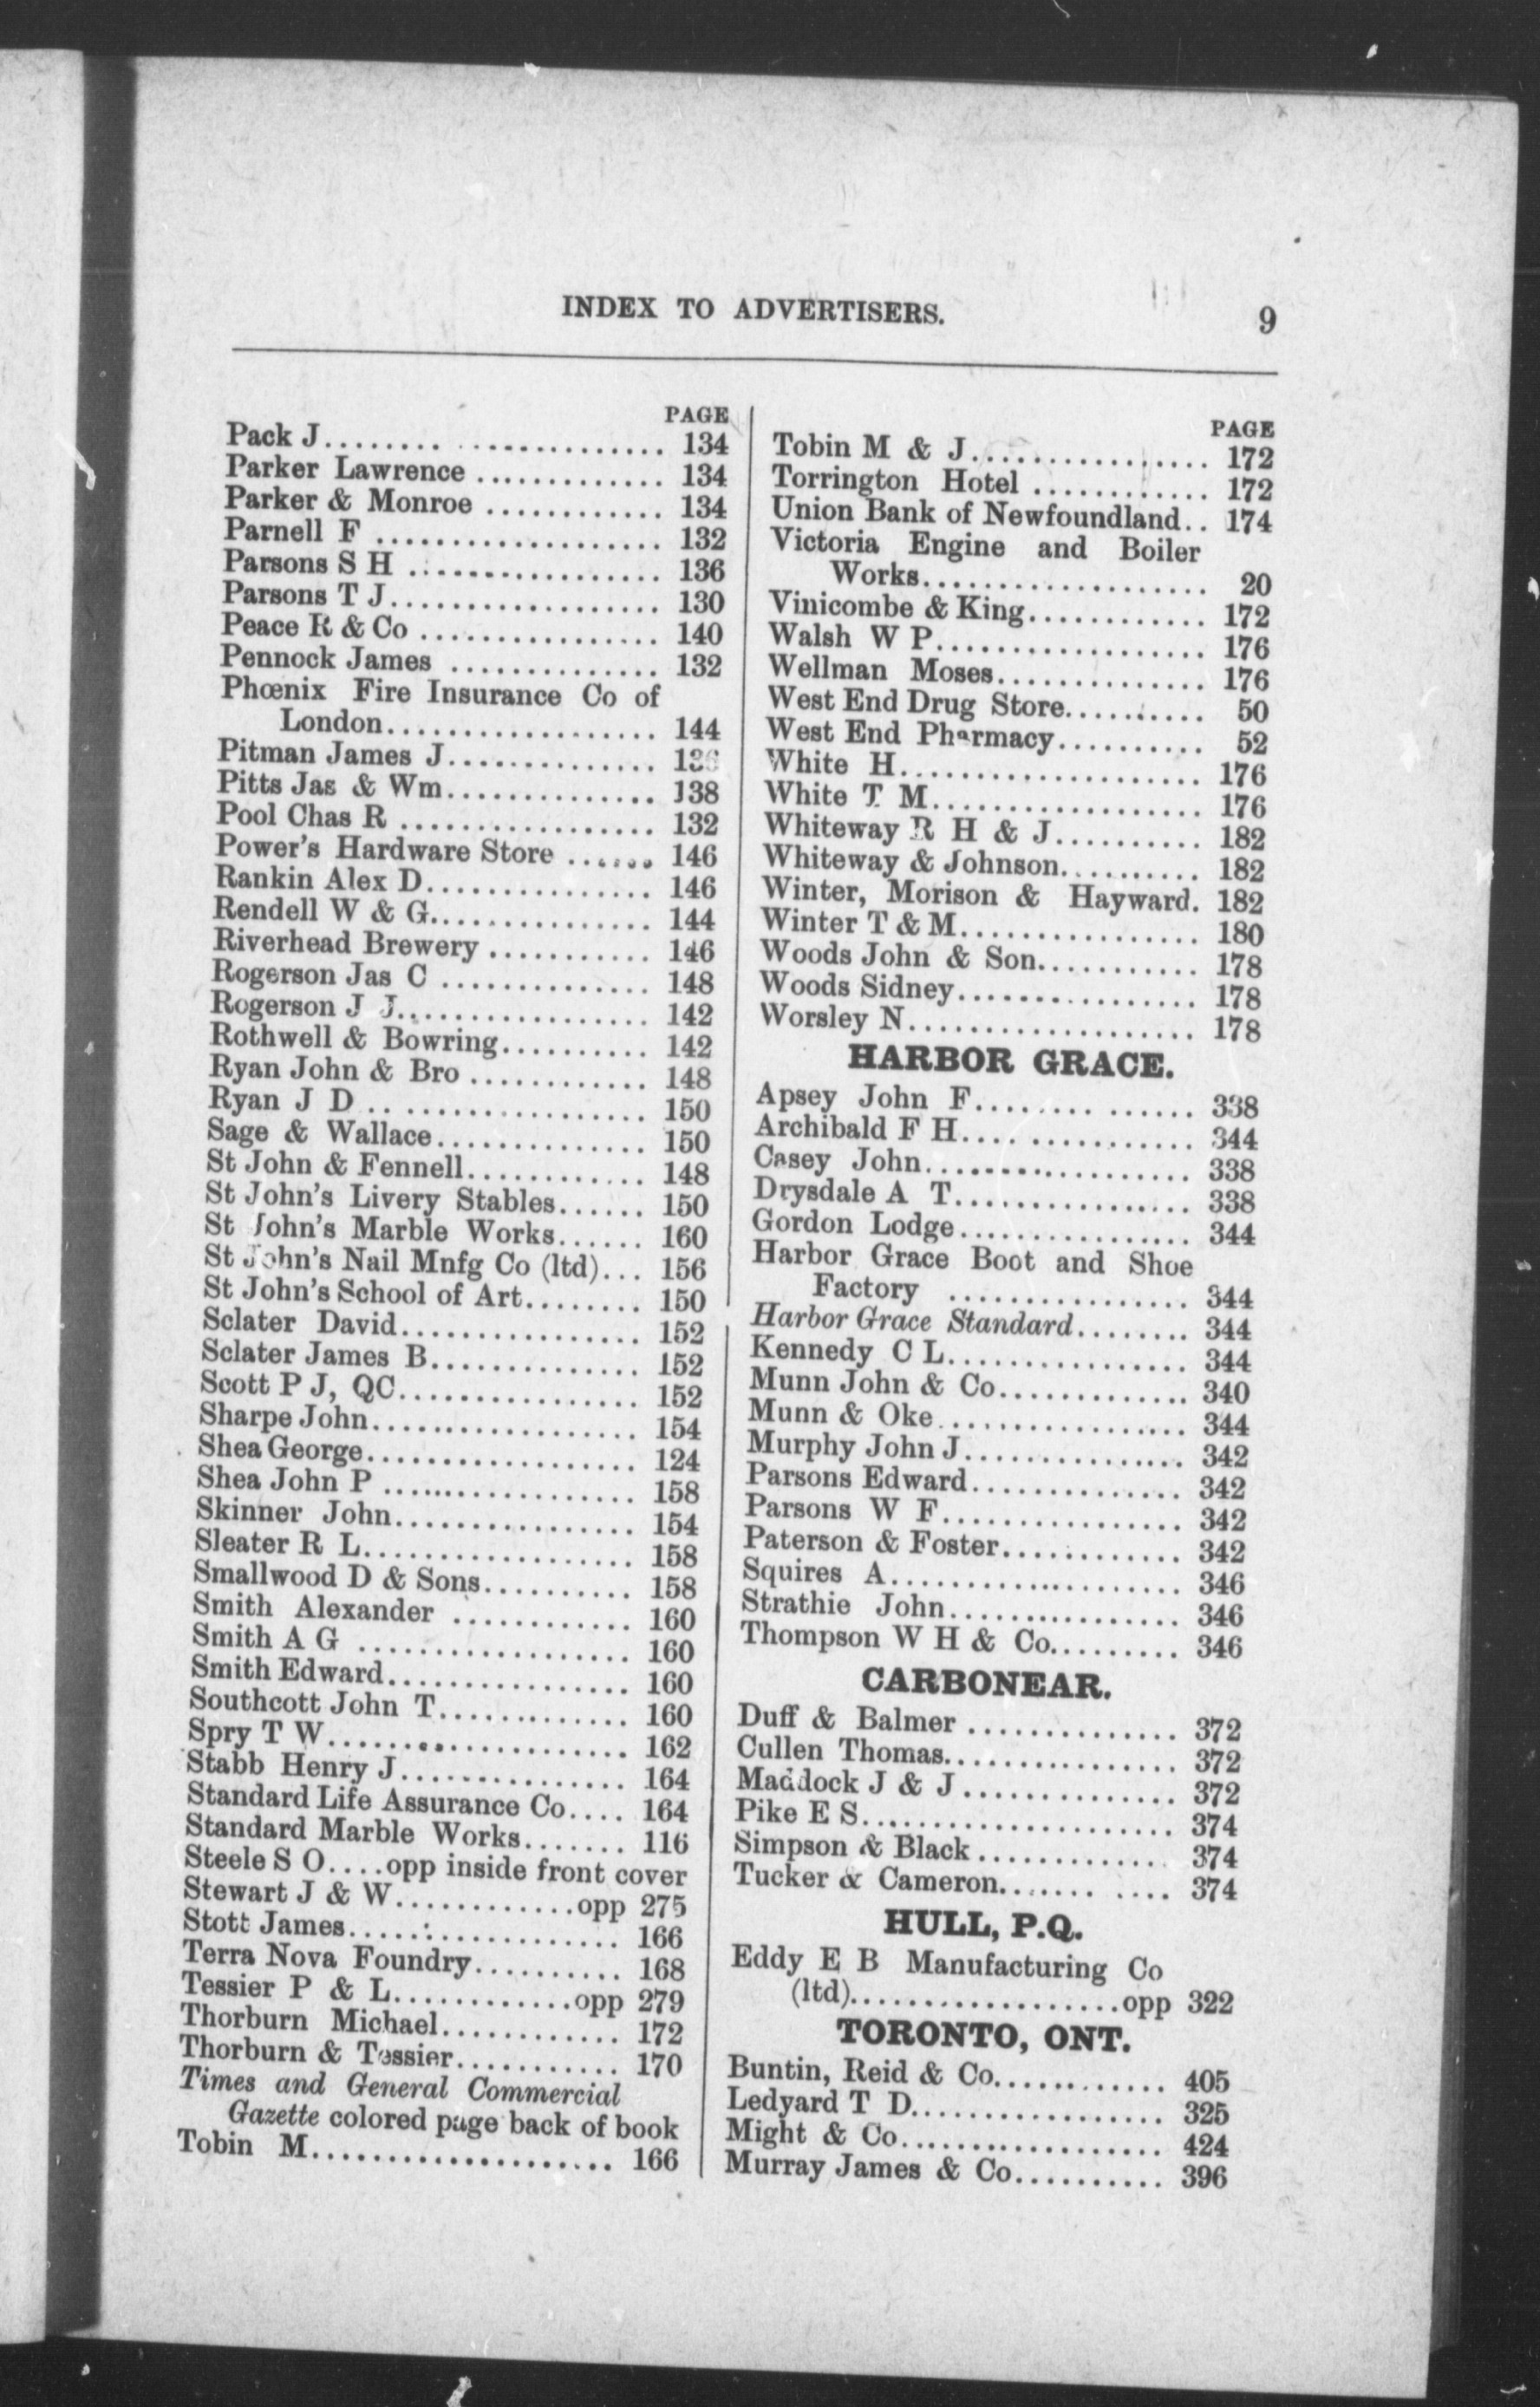 INDEX TO ADVERTISERS. 9
PAGE
Pack J........ ............... 134
Parker Lawrence ............. 134
Parker & Monroe ............ 134
Parnell F ................... 132
Parsons S H ................. 136
Parsons T J.................. 130
Peace R & Co ................ 140
Pennock James .............. 132
Phœnix Fire Insurance Co of
London.................. 144
Pitman James J..............
Pitts Jas & Wm.............. 138
Pool Chas R ................. 132
Power's Hardware Store ...... 146
Rankin Alex D............... 146
Rendell W & G............... 144
Riverhead Brewery ........... 146
Rogerson Jas C .............. 148
Rogerson J J................. 142
Rothwell & Bowring.......... 142
Ryan John & Bro ............ 148
Ryan J D .. ................ 150
Sage & Wallace.............. 150
St John & Fennell............ 148
St John's Livery Stables...... 150
St John's Marble Works...... 160
St John's Nail Mnfg Co (ltd)... 156
St John's School of Art........ 150
Sclater David................ 152
Sclater James B.............. 152
Scott P J, QC................ 152
Sharpe John.................. 154
Shea George.................. 124
Shea John P ................. 158
Skinner John................ 154
Sleater R L.................. 158
Smallwood D & Sons.......... 158
Smith Alexander ............ 160
Smith A G .................. 160
Smith Edward................ 160
Southcott John T............. 160
Spry T W.................... 162
Stabb Henry J............... 164
Standard Life Assurance Co.... 164
Standard Marble Works....... 116
Steele S O....opp inside front cover
Stewart J & W............opp 275
Stott James.................. 166
Terra Nova Foundry.......... 168
Tessier P & L............opp 279
Thorburn Michael............ 172
Thorburn & Tessier........... 170
Times and General Commercial
Gazette colored page back of book
Tobin M.................... 166
PAGE
Tobin M & J................ 172
Torrington Hotel ............ 172
Union Bank of Newfoundland.. 174
Victoria Engine and Boiler
Works................... 20
Vinicombe & King............ 172
Walsh W P.................. 176
Wellman Moses.............. 176
West End Drug Store......... 50
West End Pharmacy.......... 52
White H.................... 176
White T M.................. 176
Whiteway R H & J.......... 182
Whiteway & Johnson......... 182
Winter, Morison & Hayward. 182
Winter T & M................ 180
Woods John & Son........... 178
Woods Sidney................ 178
Worsley N................... 178
HARBOR GRACE.
Apsey John F........ ...... 338
Archibald F H.... ........... 344
Casey John.................. 338
Drysdale A T................ 338
Gordon Lodge................ 344
Harbor Grace Boot and Shoe
Factory ................ 344
Harbor Grace Standard........ 344
Kennedy C L................ 344
Munn John & Co............. 340
Munn & Oke................ 344
Murphy John J............... 342
Parsons Edward.............. 342
Parsons W F................ 342
Paterson & Foster............ 342
Squires A................... 346
Strathie John................ 346
Thompson W H & Co......... 346
CARBONEAR.
Duff & Balmer .............. 372
Cullen Thomas............... 372
Maddock J & J .............. 372
Pike E S..................... 374
Simpson & Black ............. 374
Tucker & Cameron....... .... 374
HULL, P.Q.
Eddy E B Manufacturing Co
(ltd)..................opp 322
TORONTO, ONT.
Buntin, Reid & Co............ 405
Ledyard T D................. 325
Might & Co.................. 424
Murray James & Co.......... 396